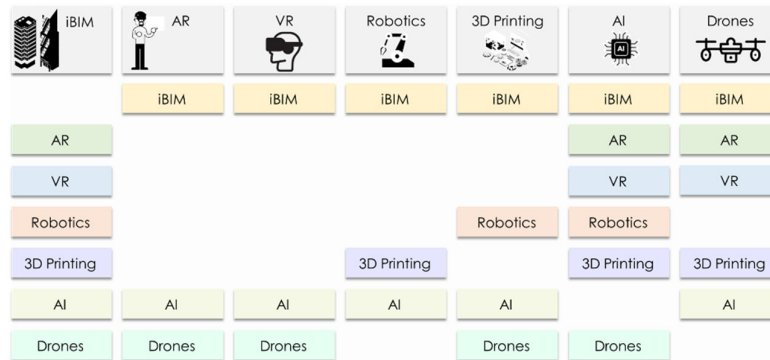 iBIM AR VR Robotics 3D Printing AI Drones
AI
iBIM iBIM iBIM iBIM iBIM iBIM
AR AR AR
VR VR VR
Robotics Robotics Robotics
3D Printing 3D Printing 3D Printing 3D Printing
AI AI AI AI AI AI
Drones Drones Drones Drones Drones